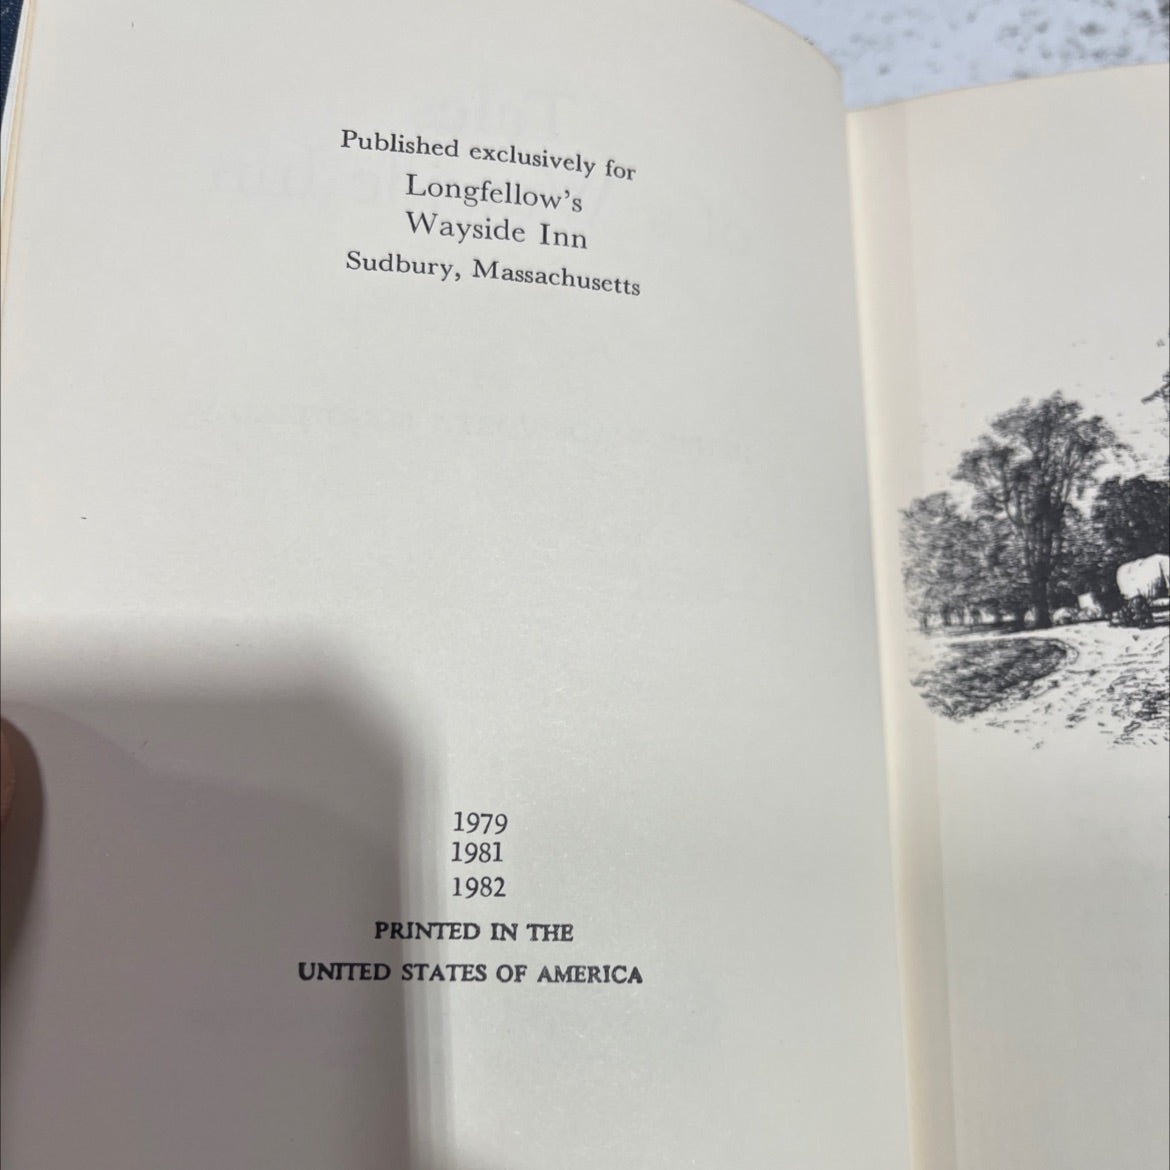 Published exclusively for
Longfellow's
Wayside Inn
Sudbury, Massachusetts
1979
1981
1982
PRINTED IN THE
UNITED STATES OF AMERICA